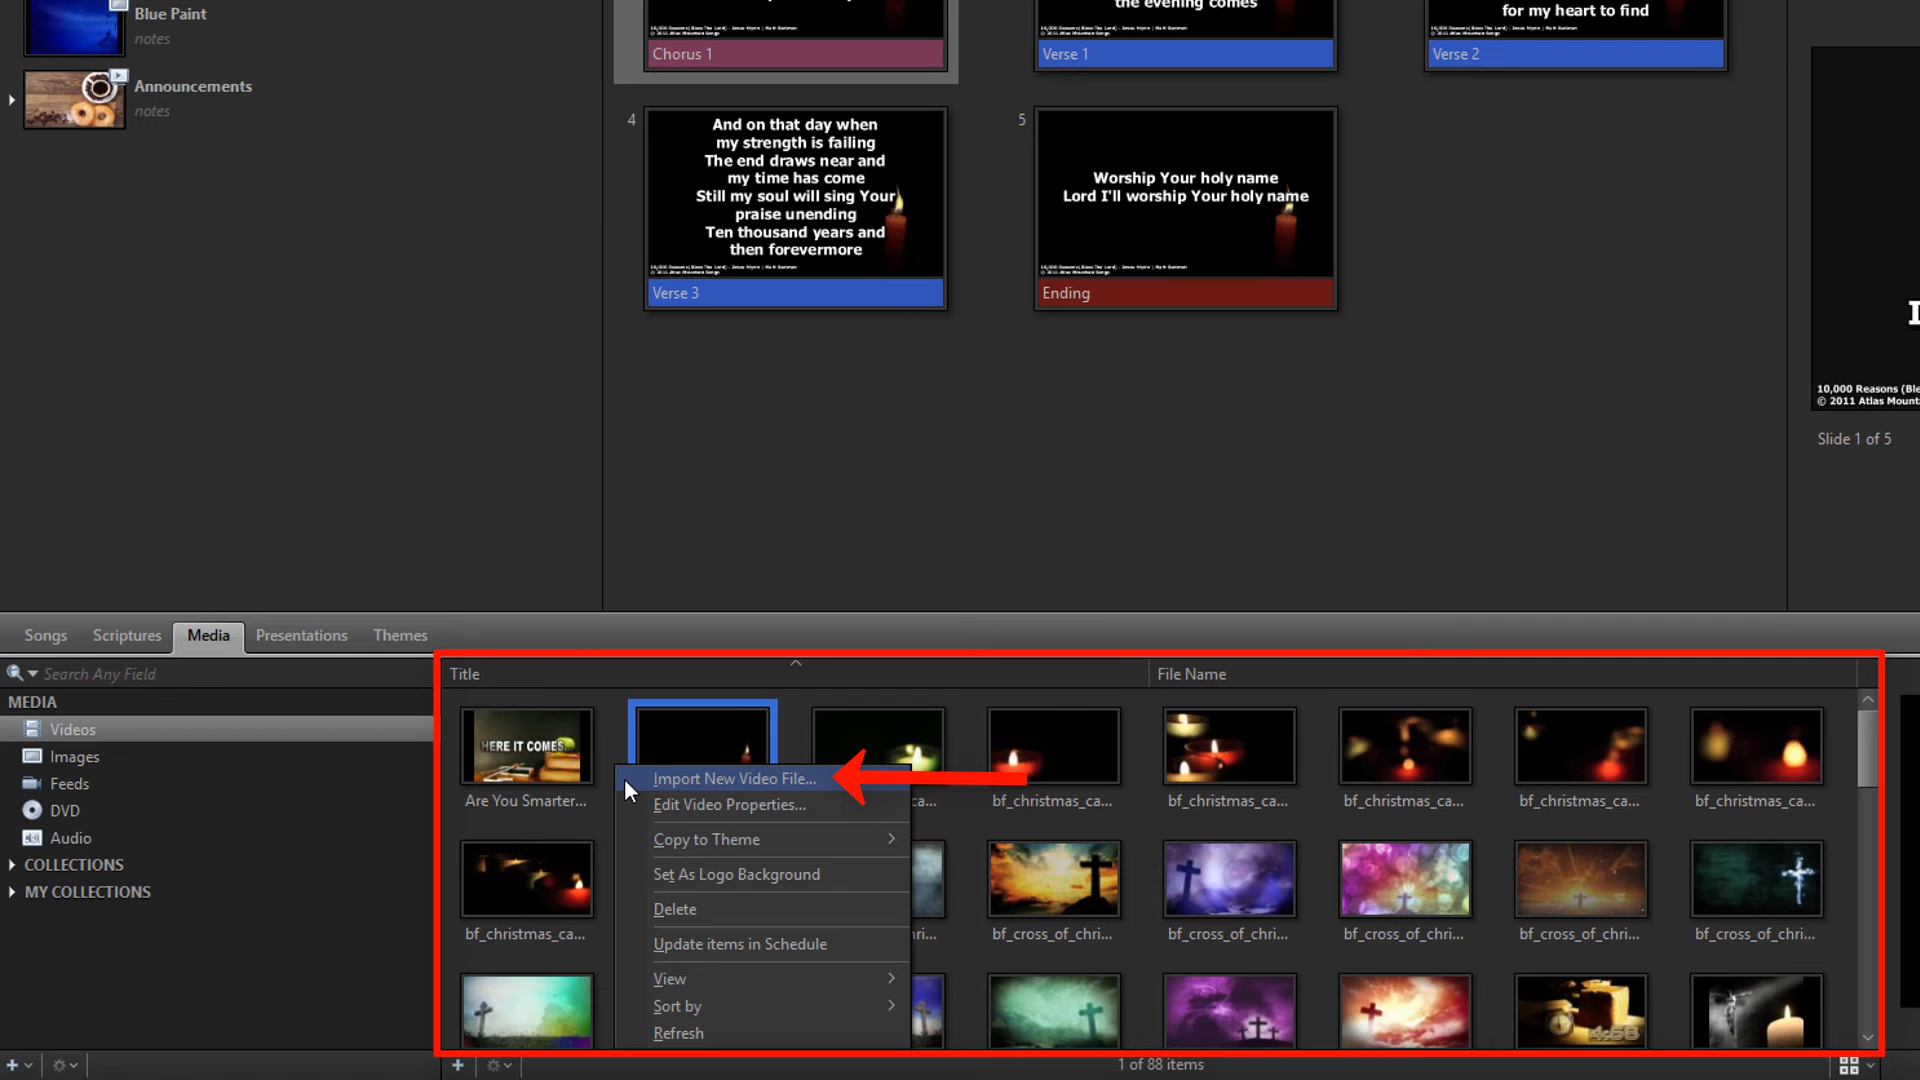 Blue Paint
notes
Announcements
notes
the evening comes
for my heart to find
Chorus 1
Verse 1
Verse 2
4
And on that day when
my strength is failing
The end draws near and
my time has come
Still my soul will sing Your
praise unending
Ten thousand years and
then forevermore
Verse 3
5
Worship Your holy name
Lord I'll worship Your holy name
Ending
10,000 Reasons (Ble
© 2011 Atlas Mount
Slide 1 of 5
Songs
Scriptures
Media
Presentations
Themes
Search Any Field
MEDIA
Videos
Images
Feeds
DVD
Audio
COLLECTIONS
MY COLLECTIONS
Title
File Name
HERE IT COMES...
Are You Smarter...
ca...
bf_christmas_ca...
bf_christmas_ca...
bf_christmas_ca...
bf_christmas_ca...
bf_christmas_ca...
bf_christmas_ca...
hri...
bf_cross_of_chri...
bf_cross_of_chri...
bf_cross_of_chri...
bf_cross_of_chri...
bf_cross_of_chri...
4:58
Import New Video File...
Edit Video Properties...
Copy to Theme
Set As Logo Background
Delete
Update items in Schedule
View
Sort by
Refresh
1 of 88 items